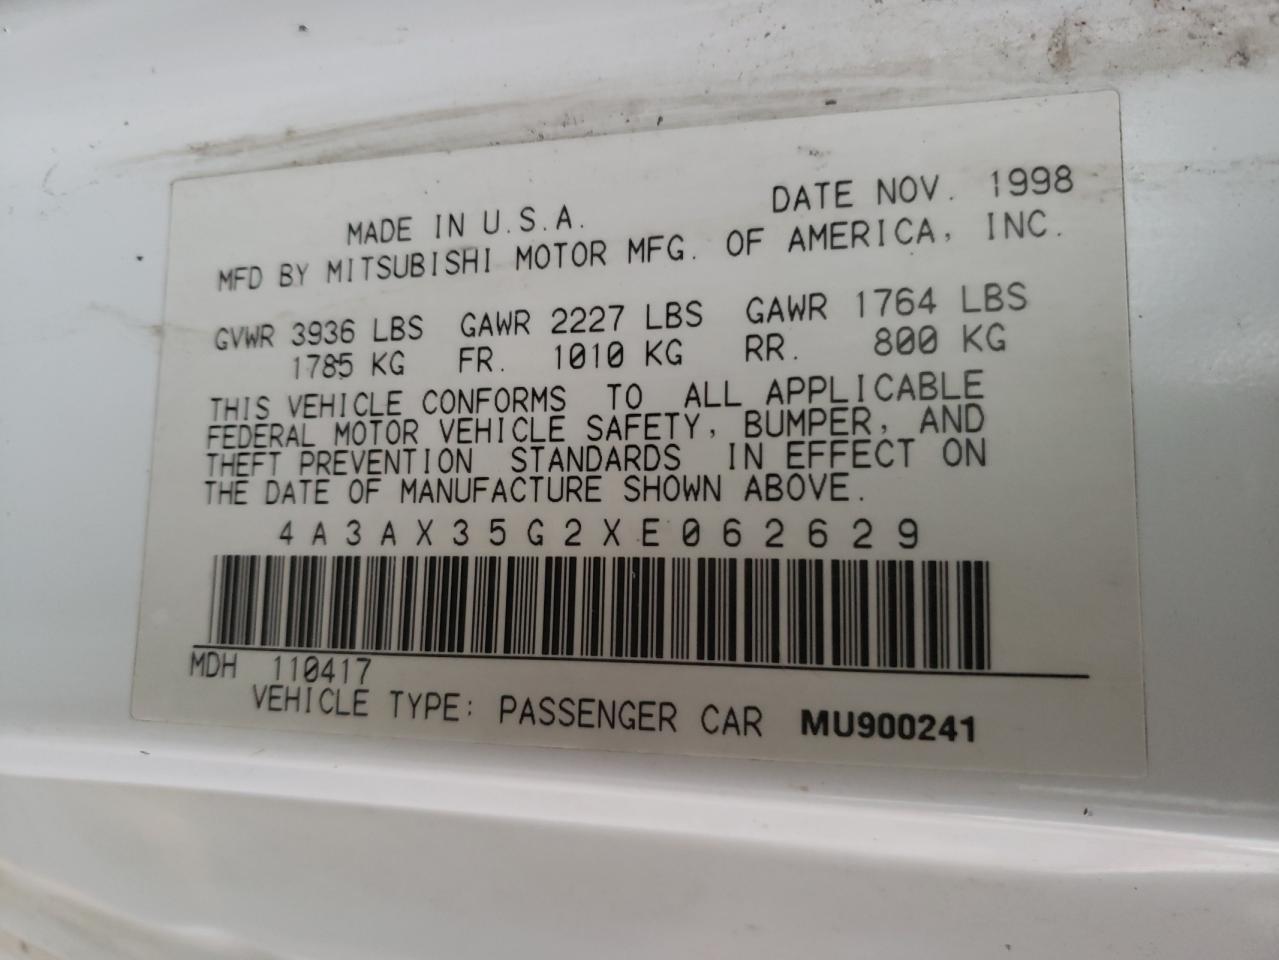 MADE IN U.S.A. DATE NOV. 1998
MFD BY MITSUBISHI MOTOR MFG. OF AMERICA, INC.
GVWR 3936 LBS GAWR 2227 LBS GAWR 1764 LBS
1785 KG FR. 1010 KG RR. 800 KG
THIS VEHICLE CONFORMS TO ALL APPLICABLE
FEDERAL MOTOR VEHICLE SAFETY, BUMPER, AND
THEFT PREVENTION STANDARDS IN EFFECT ON
THE DATE OF MANUFACTURE SHOWN ABOVE.
4A3AX35G2XE062629
MDH 110417
VEHICLE TYPE: PASSENGER CAR MU900241